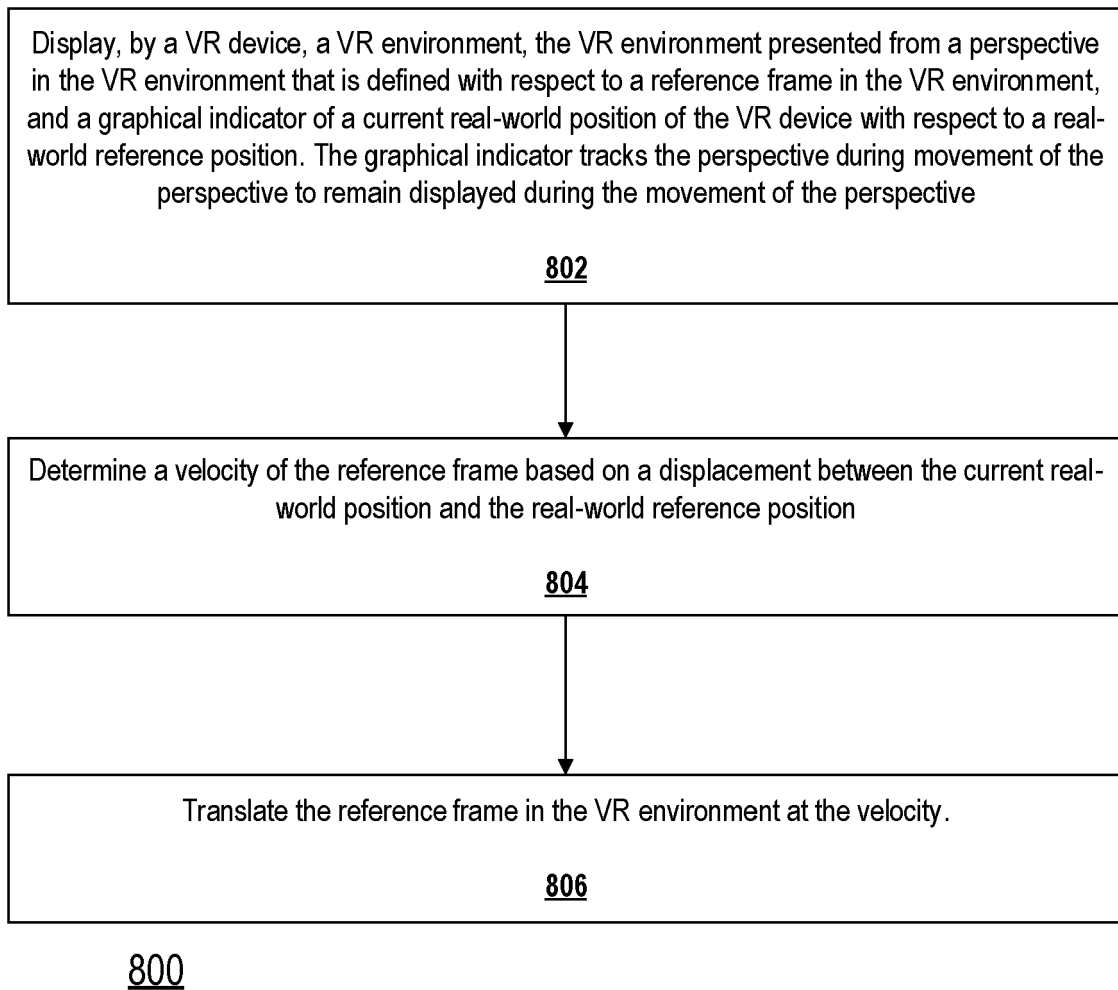 Display, by a VR device, a VR environment, the VR environment presented from a perspective
in the VR environment that is defined with respect to a reference frame in the VR environment,
and a graphical indicator of a current real-world position of the VR device with respect to a real-
world reference position. The graphical indicator tracks the perspective during movement of the
perspective to remain displayed during the movement of the perspective
802
Determine a velocity of the reference frame based on a displacement between the current real-
world position and the real-world reference position
804
Translate the reference frame in the VR environment at the velocity.
806
800